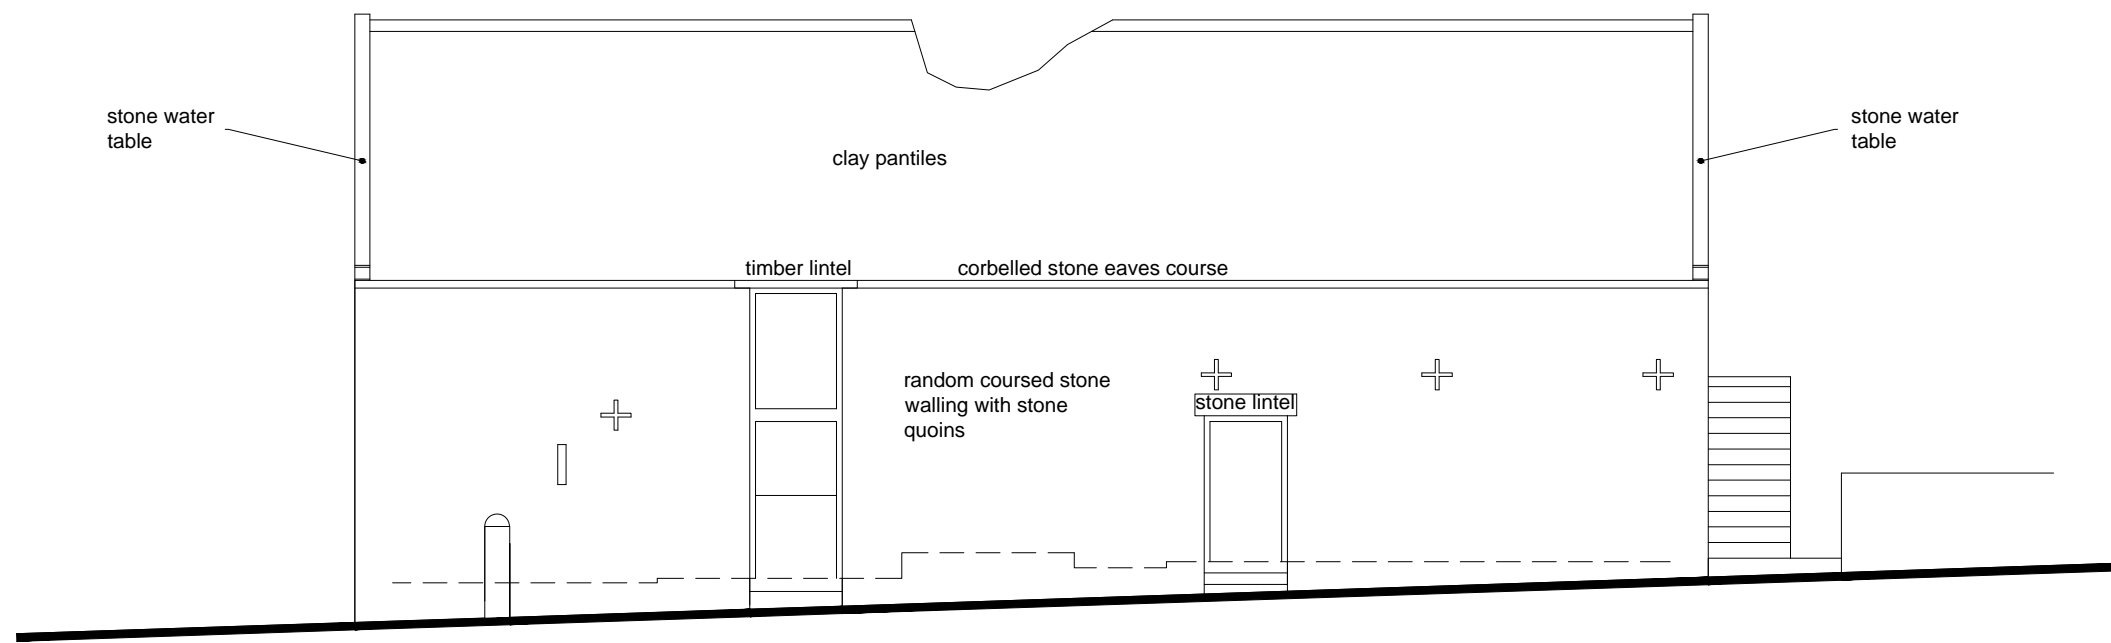 stone water
table
stone water
table
clay pantiles
timber lintel
corbelled stone eaves course
random coursed stone
walling with stone
quoins
stone lintel